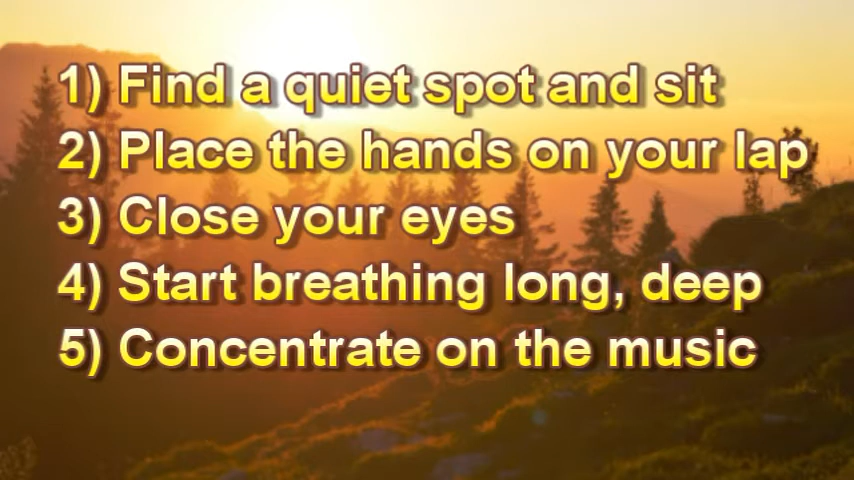 1) Find a quiet spot and sit
2) Place the hands on your lap
3) Close your eyes
4) Start breathing long, deep
5) Concentrate on the music